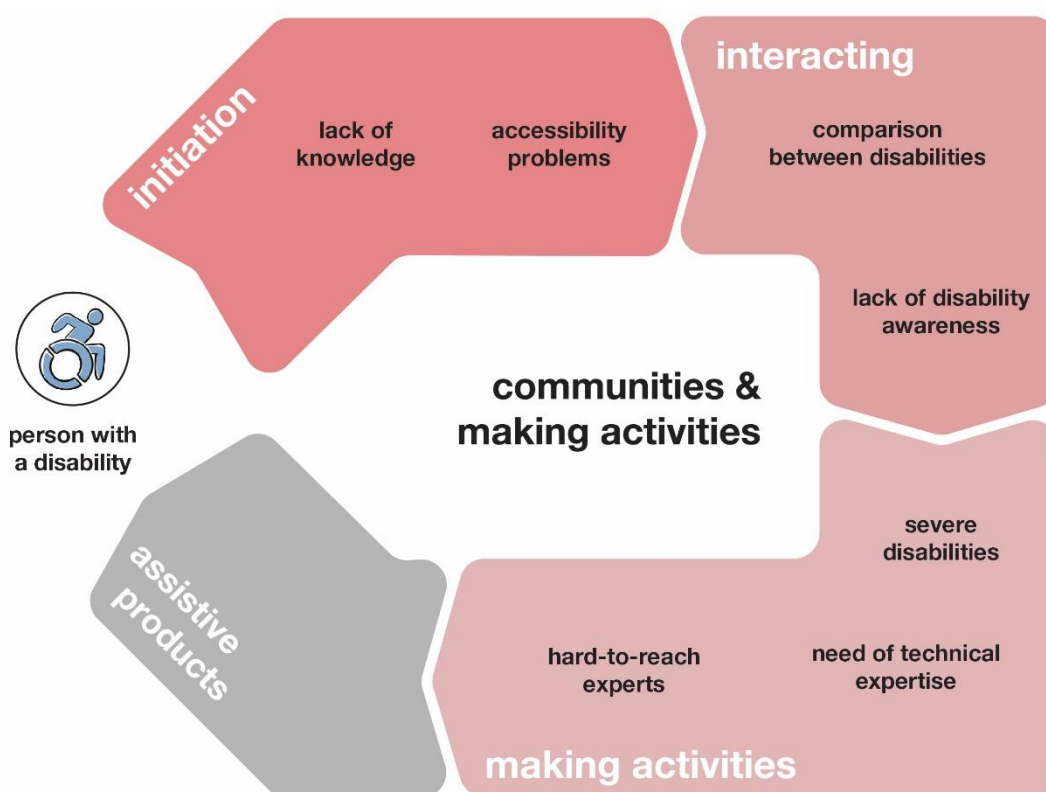 initiation
lack of
knowledge
accessibility
problems
interacting
comparison
between disabilities
lack of disability
awareness
person with
a disability
communities &
making activities
severe
disabilities
need of technical
expertise
hard-to-reach
experts
making activities
assistive
products